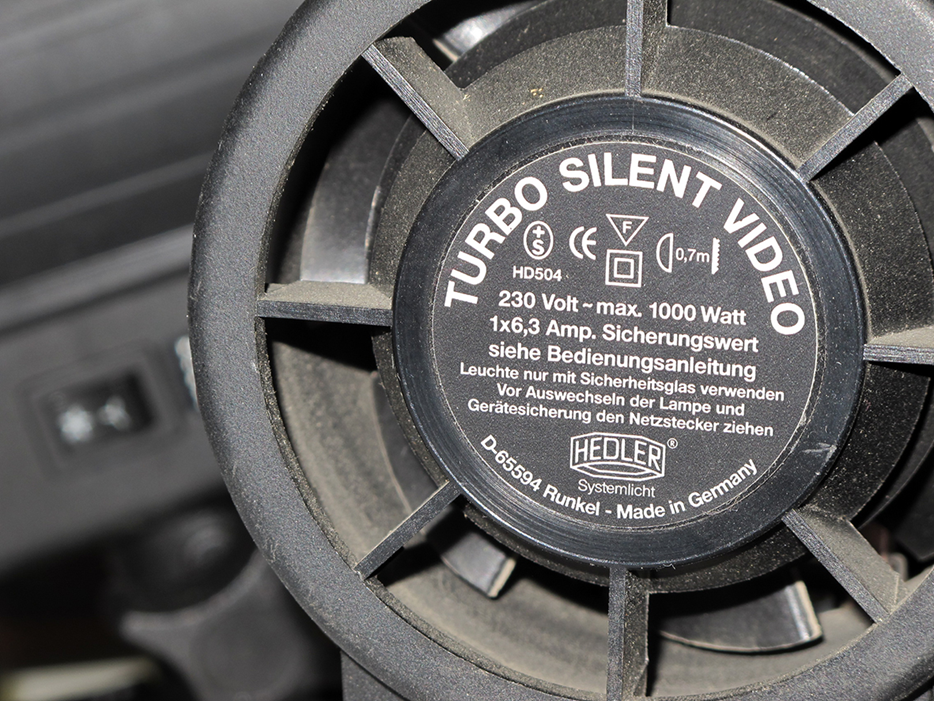 TURBO SILENT VIDEO
+S CE F 0,7m
HD504
230 Volt ~ max. 1000 Watt
1x6,3 Amp. Sicherungswert
siehe Bedienungsanleitung
Leuchte nur mit Sicherheitsglas verwenden
Vor Auswechseln der Lampe und
Gerätesicherung den Netzstecker ziehen
HEDLER®
Systemlicht
D-65594 Runkel - Made in Germany